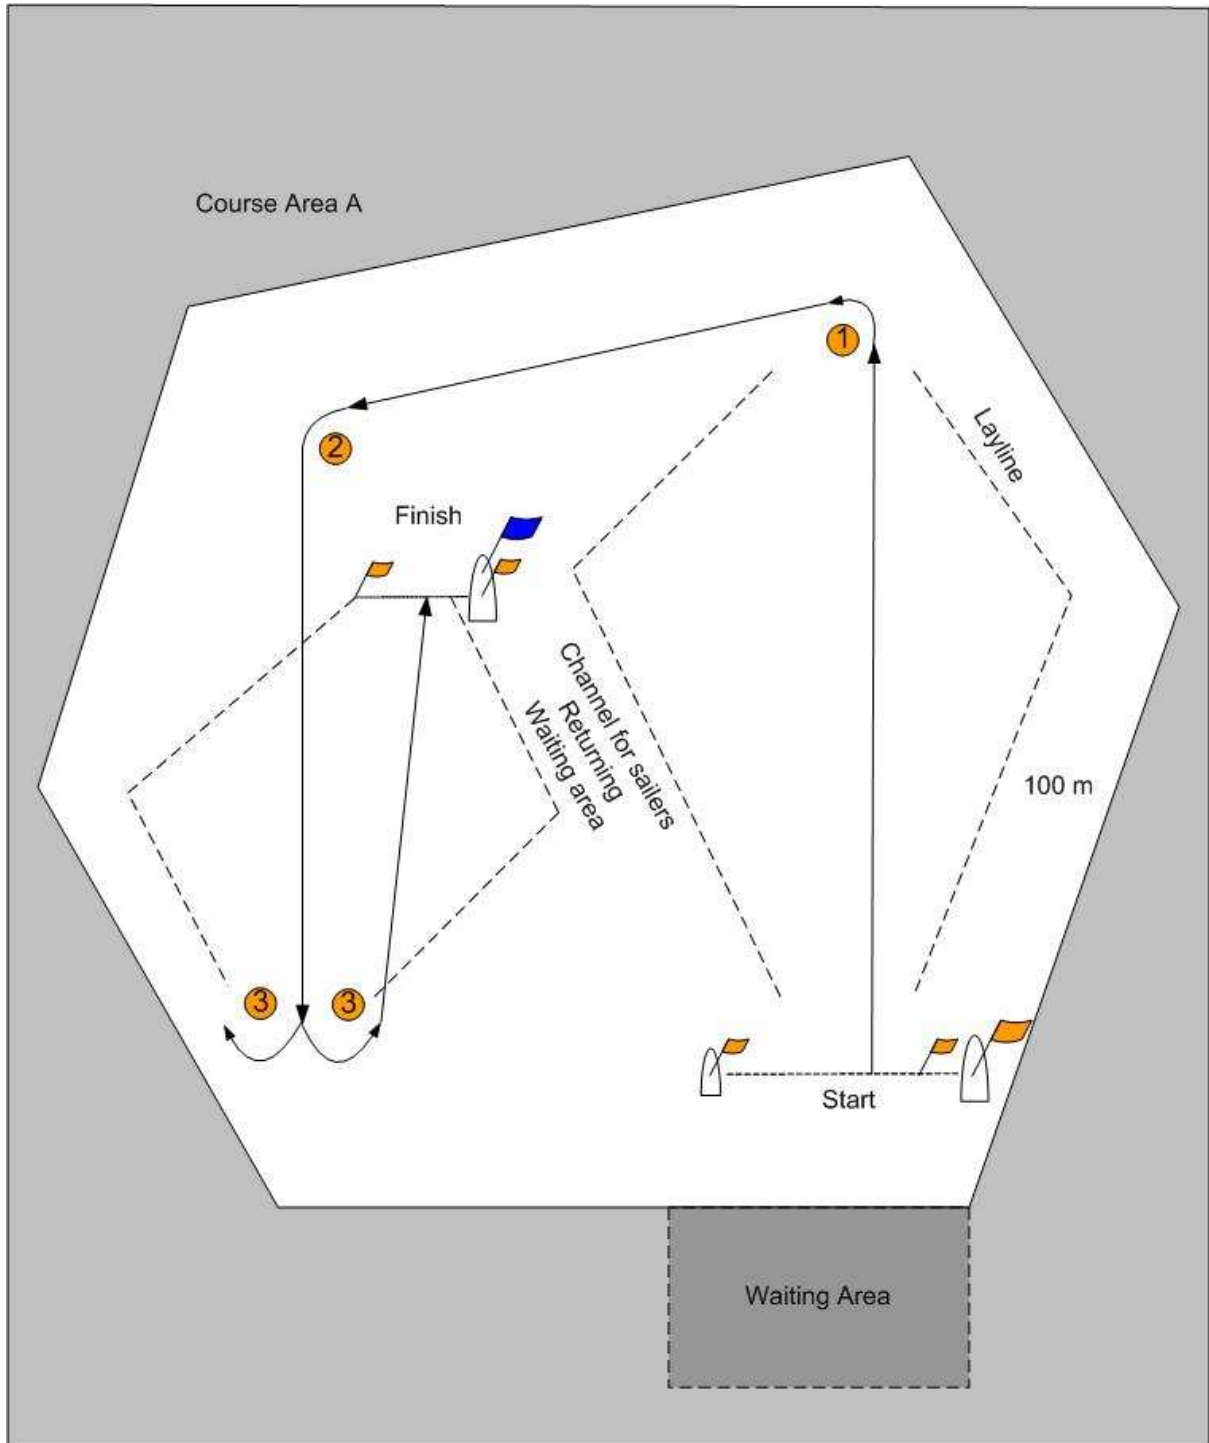 Course Area A
1
Layline
2
Finish
Channel for sailers
Returning
Waiting area
100 m
3
3
Start
Waiting Area